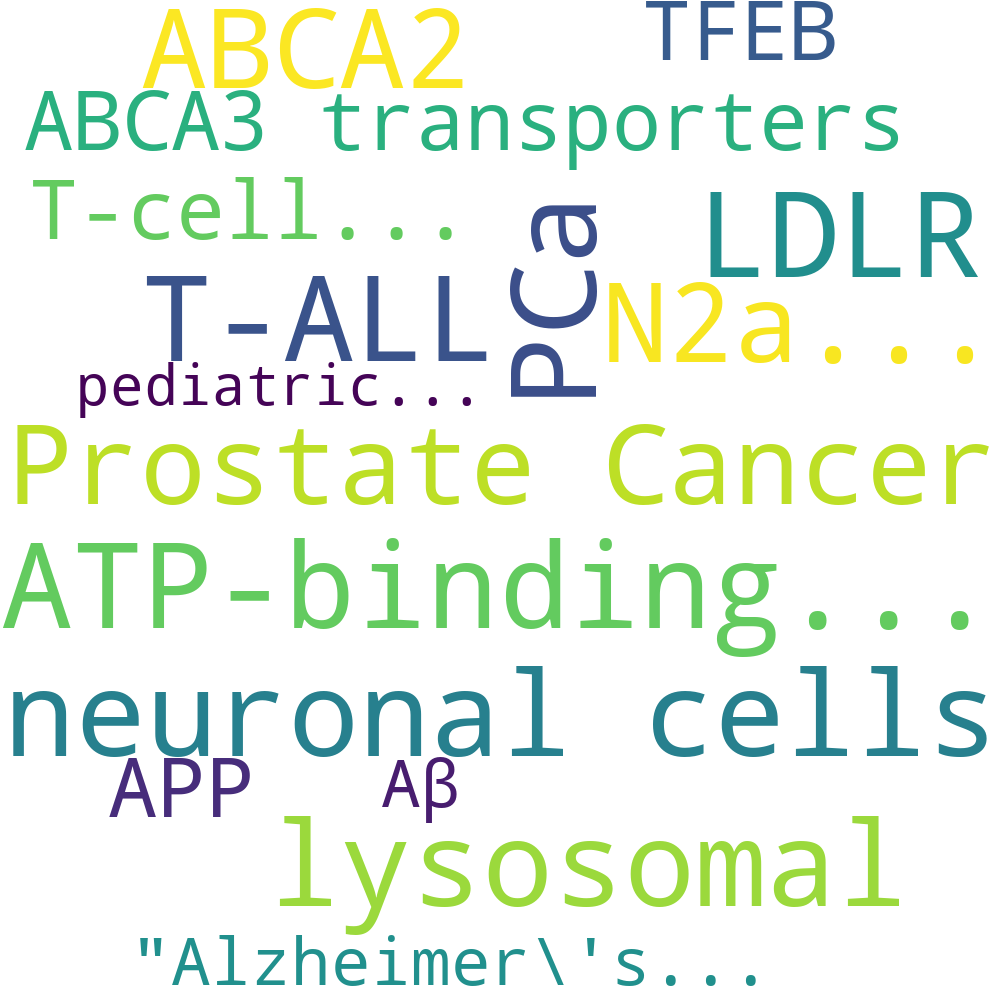 ABCA2
TFEB
ABCA3 transporters
T-cell...
LDLR
PCa
T-ALL
N2a...
pediatric...
Prostate Cancer
ATP-binding...
neuronal cells
APP
Aβ
lysosomal
"Alzheimer\'s...